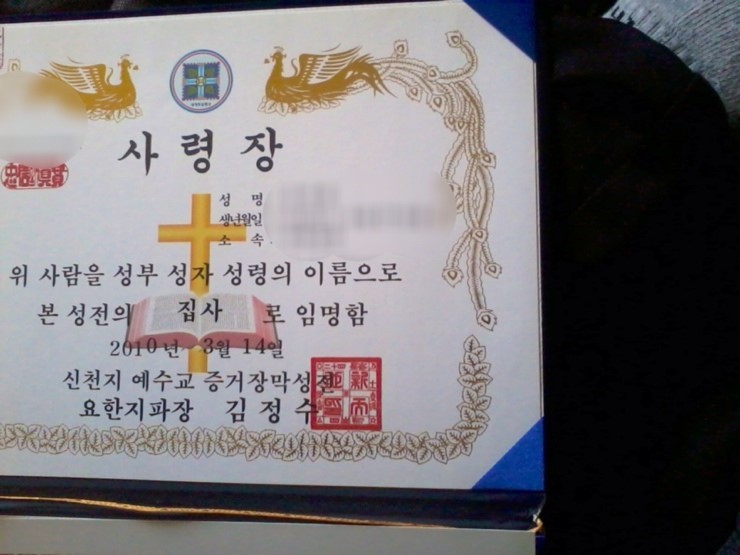 사령장
성 명
생년월일
소 속
위 사람을 성부 성자 성령의 이름으로
본 성전의 집사 로 임명함
2010년 3월 14일
신천지 예수교 증거장막성전
요한지파장 김정수